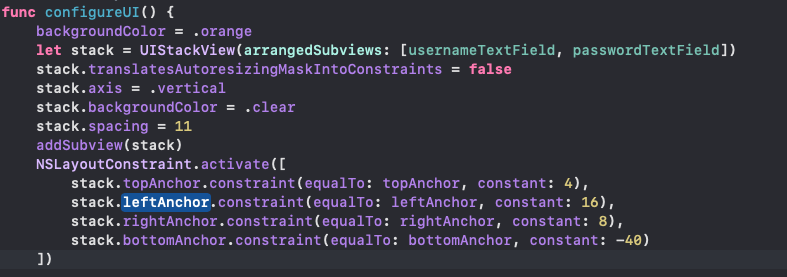 func configureUI() {
backgroundColor = .orange
let stack = UIStackView(arrangedSubviews: [usernameTextField, passwordTextField])
stack.translatesAutoresizingMaskIntoConstraints = false
stack.axis = .vertical
stack.backgroundColor = .clear
stack.spacing = 11
addSubview(stack)
NSLayoutConstraint.activate([
stack.topAnchor.constraint(equalTo: topAnchor, constant: 4),
stack.leftAnchor.constraint(equalTo: leftAnchor, constant: 16),
stack.rightAnchor.constraint(equalTo: rightAnchor, constant: 8),
stack.bottomAnchor.constraint(equalTo: bottomAnchor, constant: -40)
])